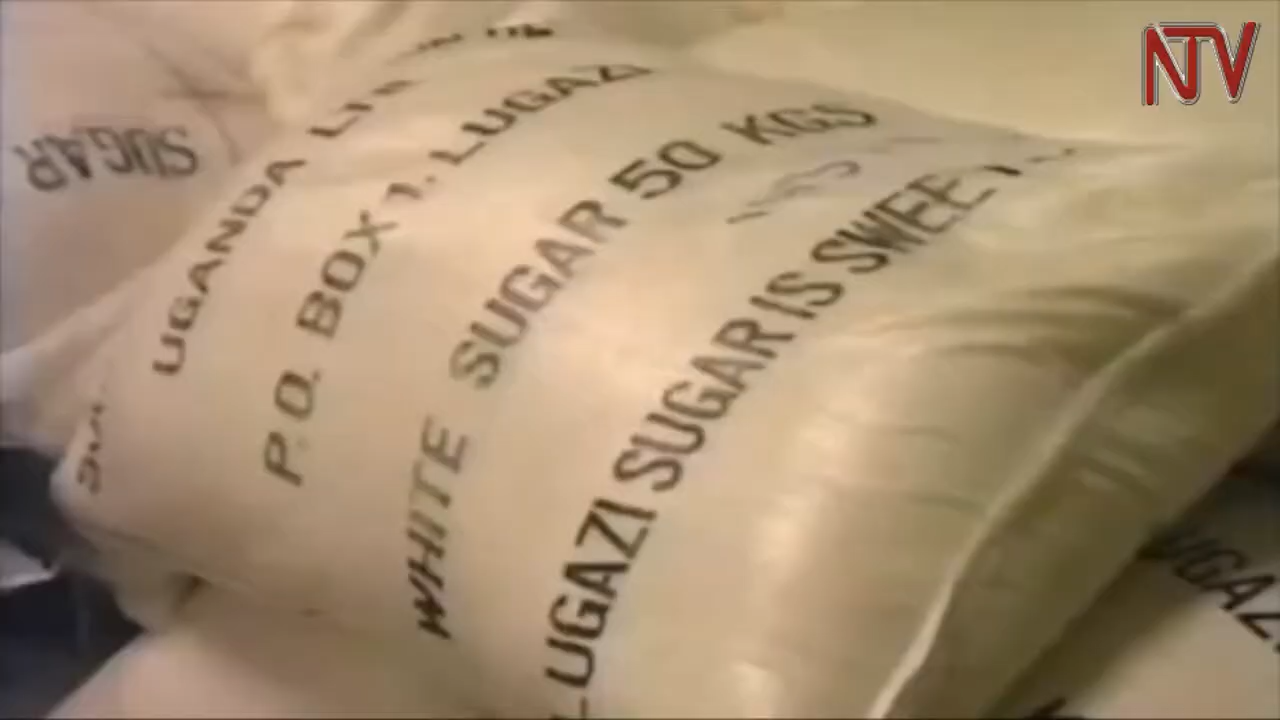 NTV
SUGAR
UGANDA
P.O. BOX 1. LUGAZI
WHITE SUGAR 50 KGS
LUGAZI SUGAR IS SWEET